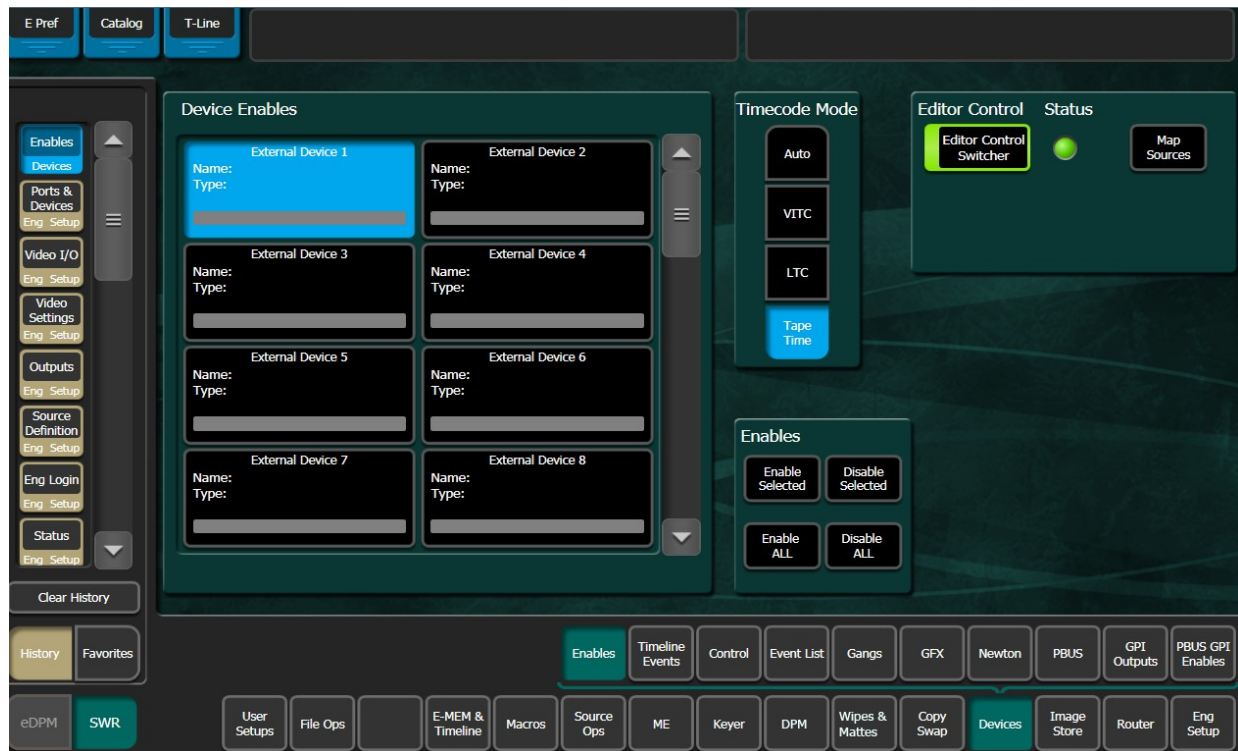 E Pref
Catalog
T-Line
Enables
Devices
Ports &
Devices
Eng Setup
Video I/O
Eng Setup
Video
Settings
Eng Setup
Outputs
Eng Setup
Source
Definition
Eng Setup
Eng Login
Eng Setup
Status
Eng Setup
Clear History
History
Favorites
eDPM
SWR
Device Enables
External Device 1
Name:
Type:
External Device 2
Name:
Type:
External Device 3
Name:
Type:
External Device 4
Name:
Type:
External Device 5
Name:
Type:
External Device 6
Name:
Type:
External Device 7
Name:
Type:
External Device 8
Name:
Type:
Timecode Mode
Auto
VITC
LTC
Tape
Time
Enables
Enable
Selected
Disable
Selected
Enable
ALL
Disable
ALL
Editor Control
Status
Editor Control
Switcher
Map
Sources
Enables
Timeline
Events
Control
Event List
Gangs
GFX
Newton
PBUS
GPI
Outputs
PBUS GPI
Enables
User
Setups
File Ops
E-MEM &
Timeline
Macros
Source
Ops
ME
Keyer
DPM
Wipes &
Mattes
Copy
Swap
Devices
Image
Store
Router
Eng
Setup